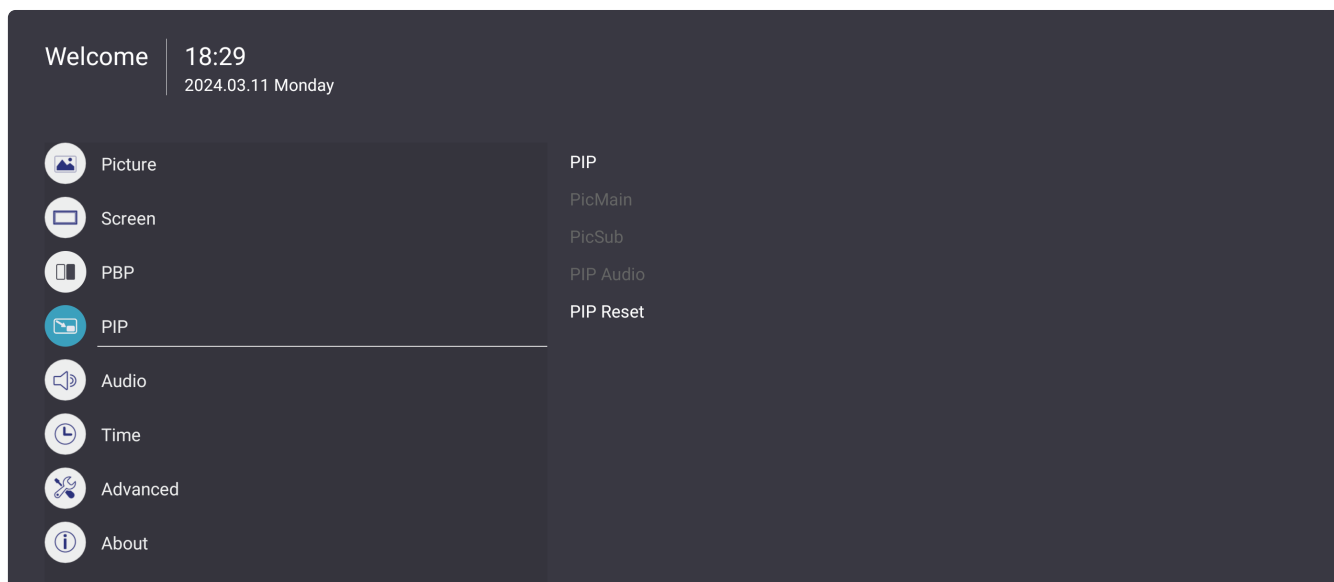 Welcome
18:29
2024.03.11 Monday
Picture
Screen
PBP
PIP
Audio
Time
Advanced
About
PIP
PicMain
PicSub
PIP Audio
PIP Reset